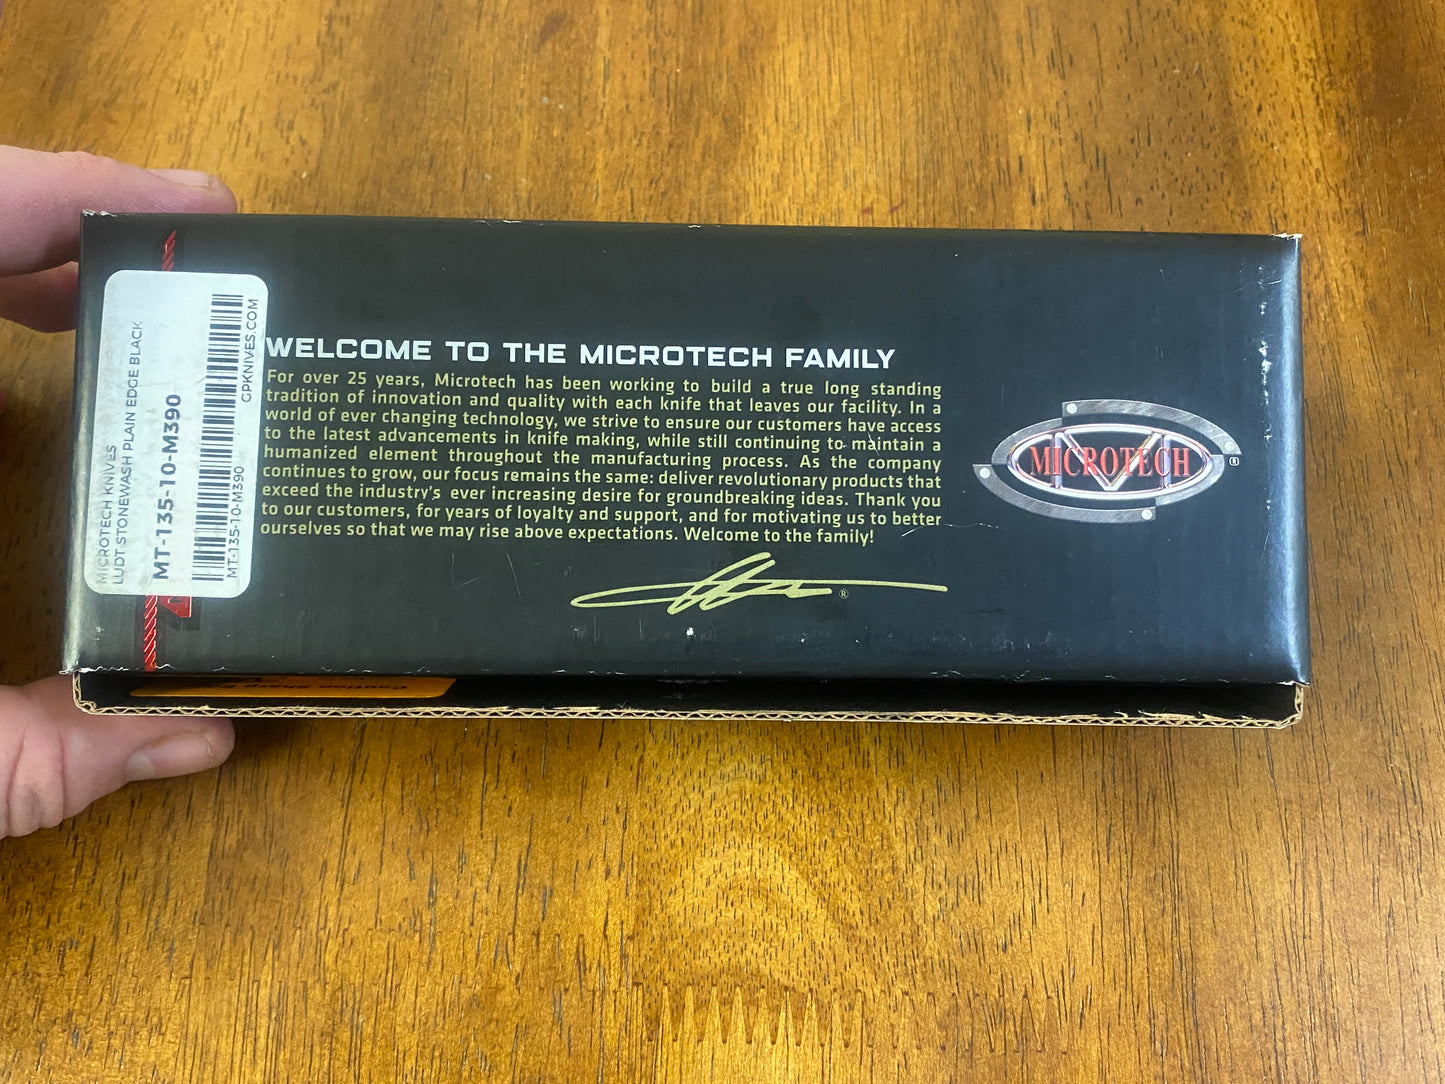 MICROTECH KNIVES
LUDT STONEWASH PLAIN EDGE BLACK
MT-135-10-M390
MT-135-10-M390
GPKNIVES.COM
WELCOME TO THE MICROTECH FAMILY
For over 25 years, Microtech has been working to build a true long standing
tradition of innovation and quality with each knife that leaves our facility. In a
world of ever changing technology, we strive to ensure our customers have access
to the latest advancements in knife making, while still continuing to maintain a
humanized element throughout the manufacturing process. As the company
continues to grow, our focus remains the same: deliver revolutionary products that
exceed the industry's ever increasing desire for groundbreaking ideas. Thank you
to our customers, for years of loyalty and support, and for motivating us to better
ourselves so that we may rise above expectations. Welcome to the family!
®
MICROTECH
®
Caution Sharp